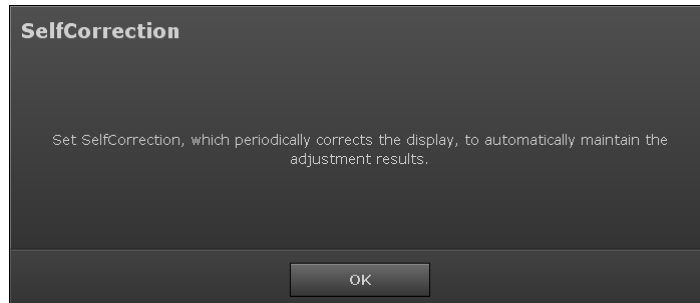 SelfCorrection
Set SelfCorrection, which periodically corrects the display, to automatically maintain the
adjustment results.
OK